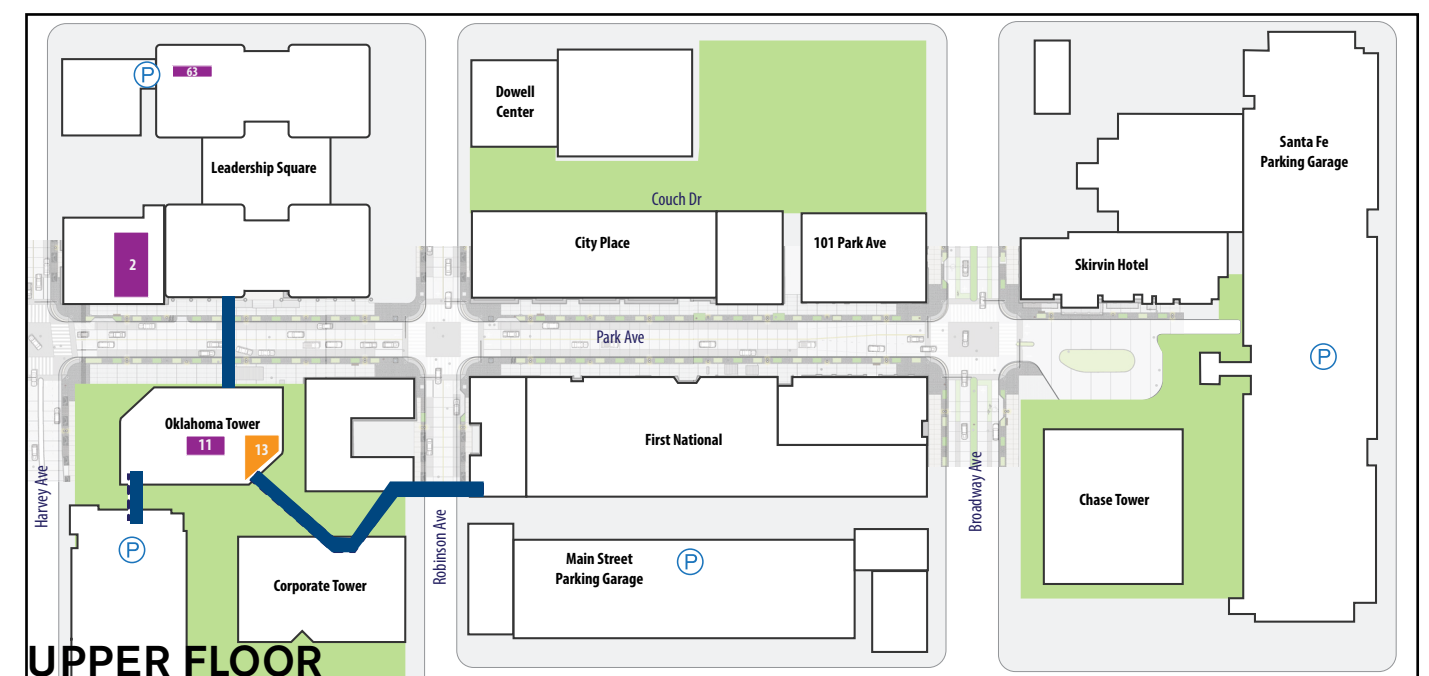 P
63
Dowell
Center
Santa Fe
Parking Garage
Leadership Square
Couch Dr
City Place
101 Park Ave
2
Skirvin Hotel
Park Ave
P
Oklahoma Tower
11
13
First National
Harvey Ave
Robinson Ave
Broadway Ave
Chase Tower
P
Main Street
Parking Garage
P
Corporate Tower
UPPER FLOOR